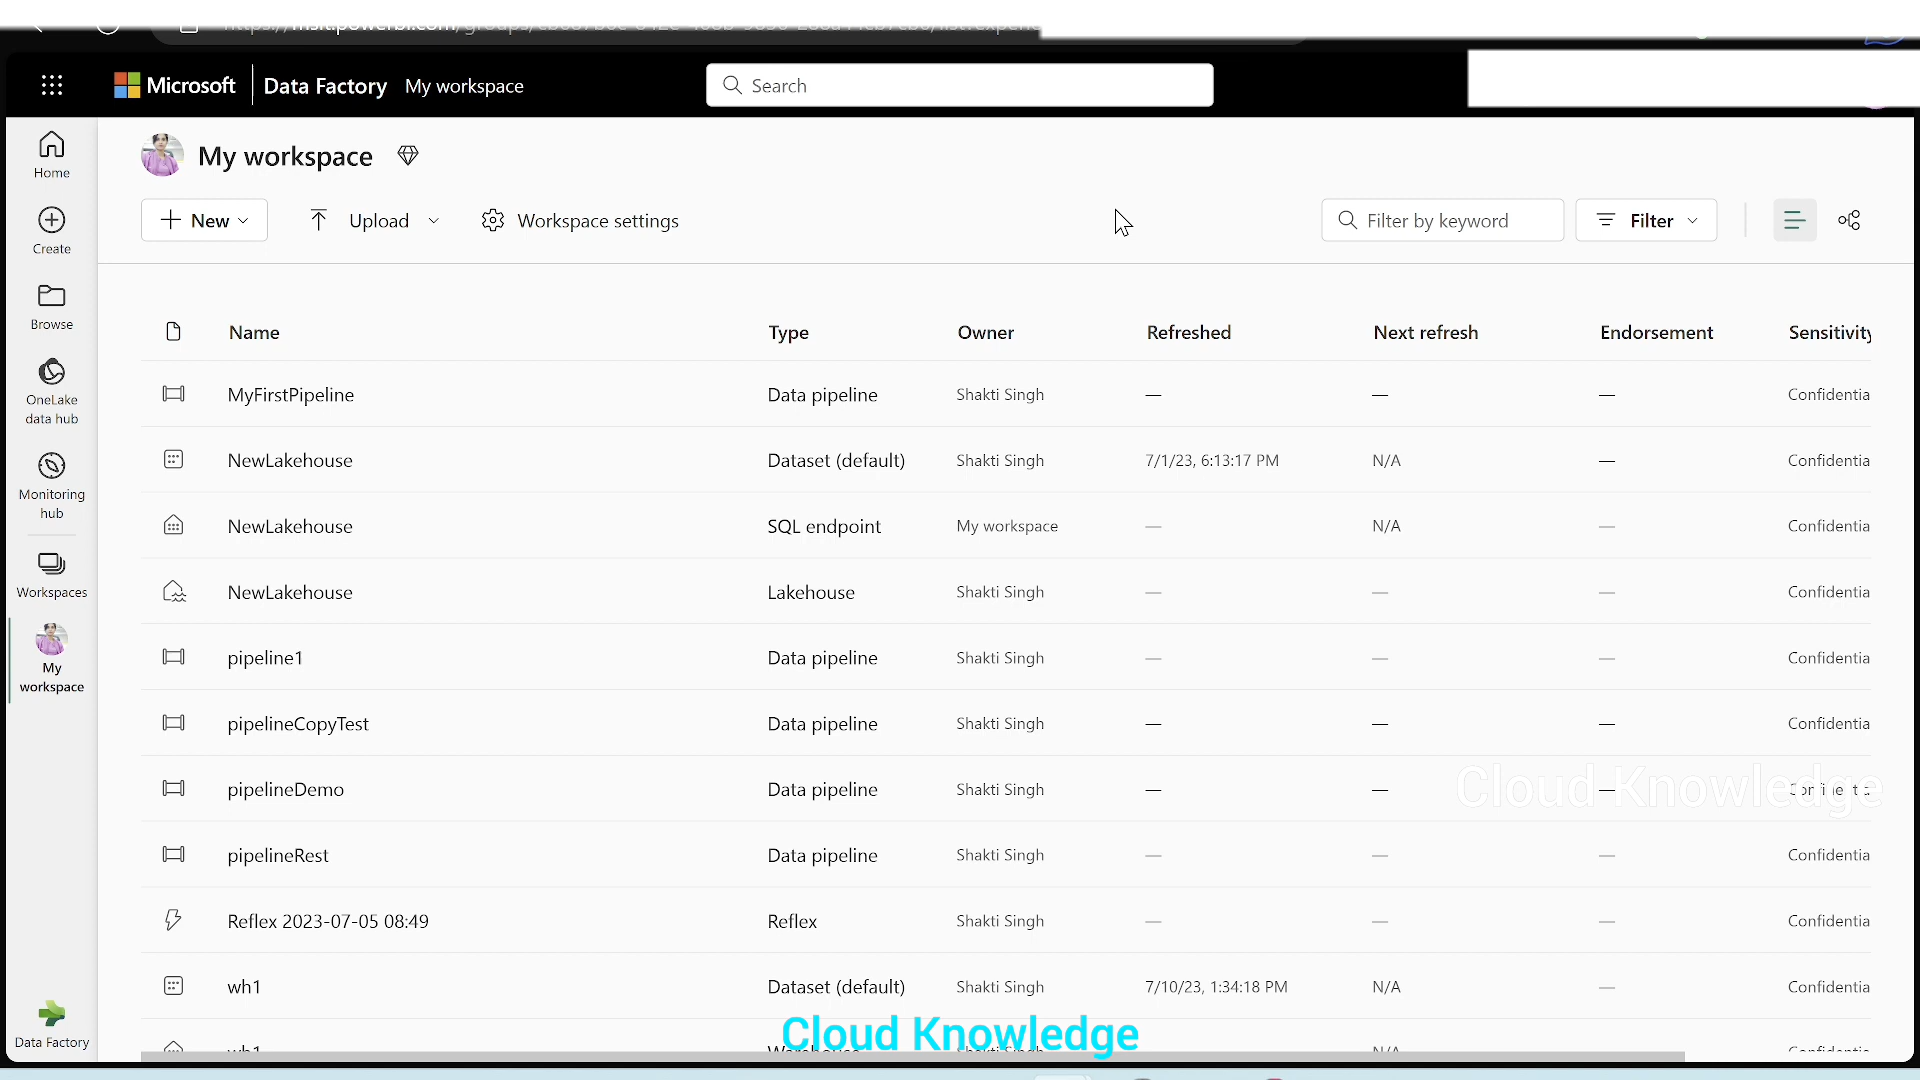 Microsoft Data Factory My workspace Search
My workspace
New Upload Workspace settings Filter by keyword Filter
Home
Create
Browse
OneLake
data hub
Monitoring
hub
Workspaces
My
workspace
Data Factory
Name Type Owner Refreshed Next refresh Endorsement Sensitivity
MyFirstPipeline Data pipeline Shakti Singh — — — Confidentia
NewLakehouse Dataset (default) Shakti Singh 7/1/23, 6:13:17 PM N/A — Confidentia
NewLakehouse SQL endpoint My workspace — N/A — Confidentia
NewLakehouse Lakehouse Shakti Singh — — — Confidentia
pipeline1 Data pipeline Shakti Singh — — — Confidentia
pipelineCopyTest Data pipeline Shakti Singh — — — Confidentia
pipelineDemo Data pipeline Shakti Singh — — —
Cloud Knowledge
pipelineRest Data pipeline Shakti Singh — — — Confidentia
Reflex 2023-07-05 08:49 Reflex Shakti Singh — — — Confidentia
wh1 Dataset (default) Shakti Singh 7/10/23, 1:34:18 PM N/A — Confidentia
Cloud Knowledge